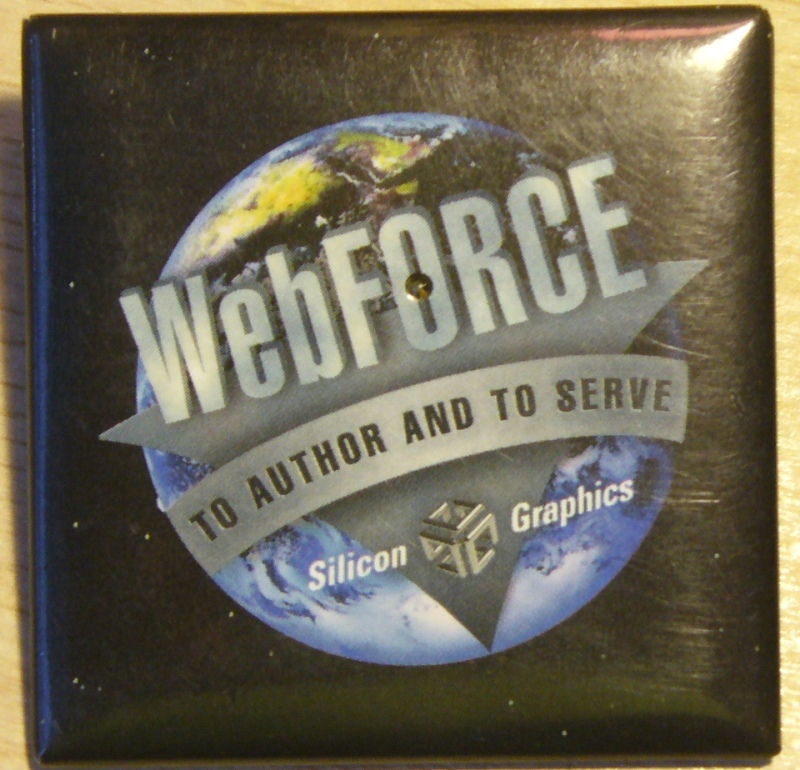 WebFORCE
TO AUTHOR AND TO SERVE
Silicon Graphics